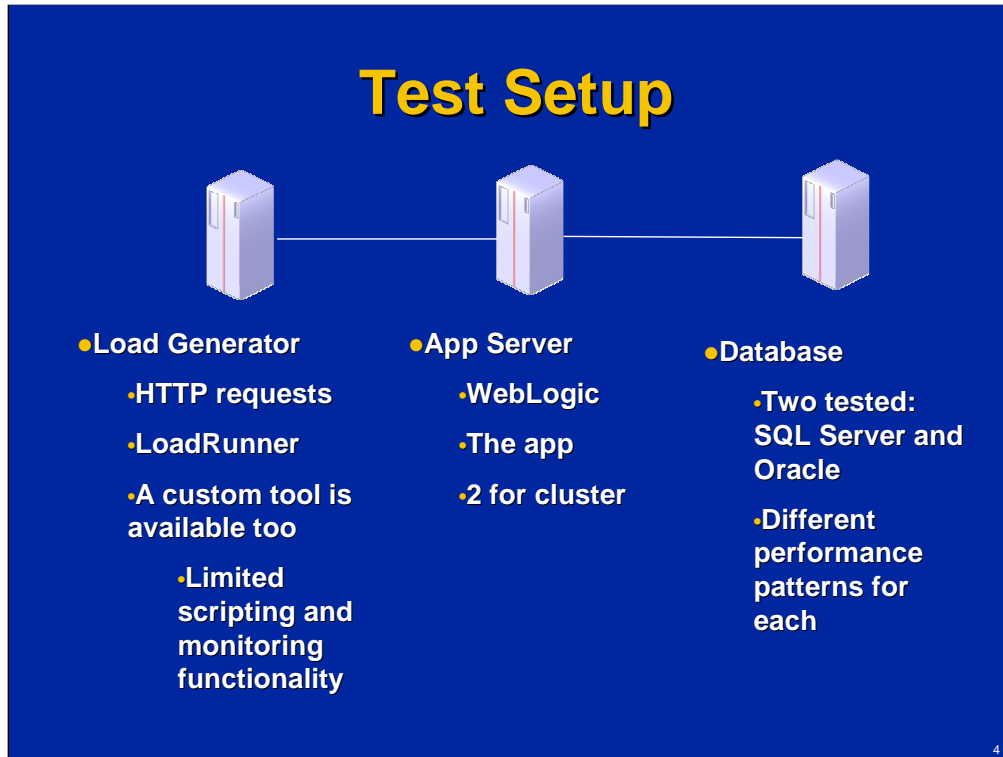 Test Setup
●Load Generator
•HTTP requests
•LoadRunner
•A custom tool is
available too
•Limited
scripting and
monitoring
functionality
●App Server
•WebLogic
•The app
•2 for cluster
●Database
•Two tested:
SQL Server and
Oracle
•Different
performance
patterns for
each
4